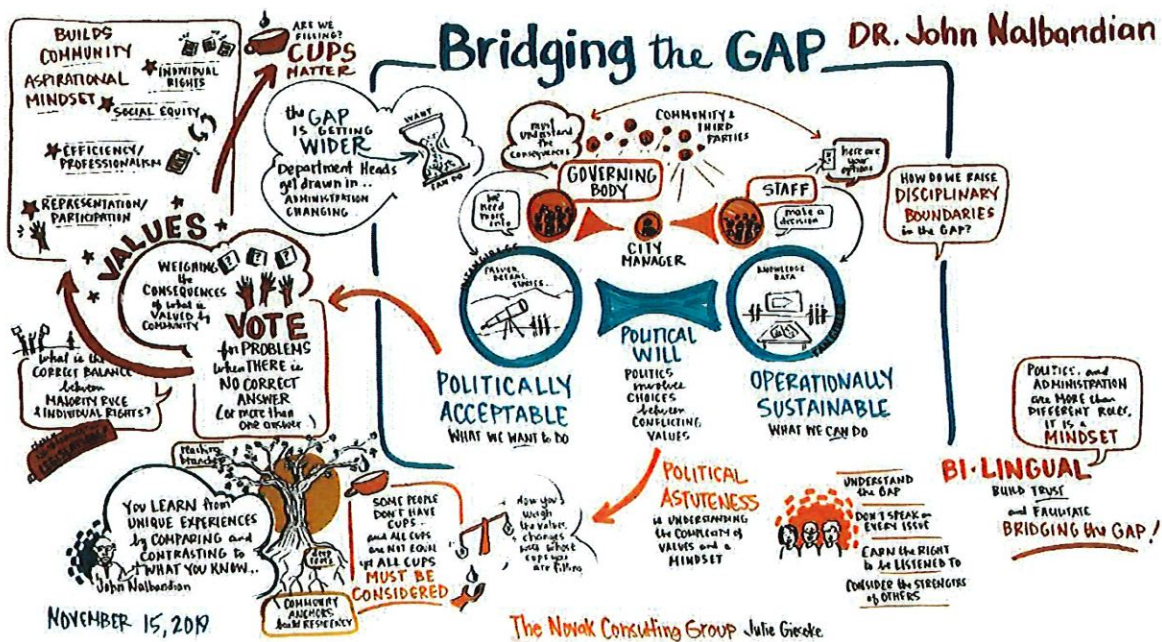 Bridging the GAP
DR. John Nalbandian
BUILDS
COMMUNITY
ASPIRATIONAL
MINDSET
INDIVIDUAL
RIGHTS
SOCIAL EQUITY
EFFICIENCY/
PROFESSIONALISM
REPRESENTATION/
PARTICIPATION
VALUES
ARE WE
FILLING?
CUPS
MATTER
the GAP
IS GETTING
WIDER
Department Heads
get drawn in...
ADMINISTRATION
CHANGING...
WANT
CAN DO
must
understand
the consequences
COMMUNITY &
THIRD
PARTIES
here are
your
options
GOVERNING
BODY
STAFF
we
need
more
info
make a
decision
CITY
MANAGER
HOW DO WE RAISE
DISCIPLINARY
BOUNDARIES
in the GAP?
KNOWLEDGE DATA
POLITICALLY
ACCEPTABLE
WHAT WE WANT to DO
POLITICAL
WILL
POLITICS
involve
CHOICES
between
CONFLICTING
VALUES
OPERATIONALLY
SUSTAINABLE
WHAT WE CAN DO
WEIGHING
the
CONSEQUENCES
of what is
VALUED by
COMMUNITY
VOTE
for PROBLEMS
when THERE is
NO CORRECT
ANSWER
(or more than
one answer)
What is the
CORRECT BALANCE
between
MAJORITY RULE
& INDIVIDUAL RIGHTS?
YOU LEARN from
UNIQUE EXPERIENCES
by COMPARING and
CONTRASTING to
WHAT YOU KNOW...
John Nalbandian
reaching
branches
deep
roots
COMMUNITY
ANCHORS
SOME PEOPLE
DON'T HAVE
CUPS...
and ALL CUPS
ARE NOT EQUAL
yet ALL CUPS
MUST BE
CONSIDERED
How you
weigh
the values
changes
whose
cups you
are filling
POLITICAL
ASTUTENESS
is UNDERSTANDING
the COMPLEXITY of
VALUES and a
MINDSET
UNDERSTAND
the GAP
DON'T SPEAK on
EVERY ISSUE
EARN the RIGHT
to be LISTENED TO
CONSIDER the STRENGTHS
of OTHERS
POLITICS and
ADMINISTRATION
are MORE than
DIFFERENT ROLES,
IT IS a
MINDSET
BI-LINGUAL
BUILD TRUST
and FACILITATE
BRIDGING the GAP!
NOVEMBER 15, 2019
The Novak Consulting Group